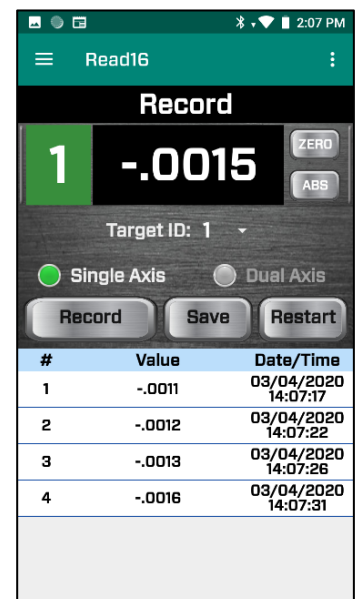 2:07 PM
Read16
Record
1 -.0015 ZERO
ABS
Target ID: 1
Single Axis Dual Axis
Record Save Restart
# Value Date/Time
1 -.0011 03/04/2020 14:07:17
2 -.0012 03/04/2020 14:07:22
3 -.0013 03/04/2020 14:07:26
4 -.0016 03/04/2020 14:07:31